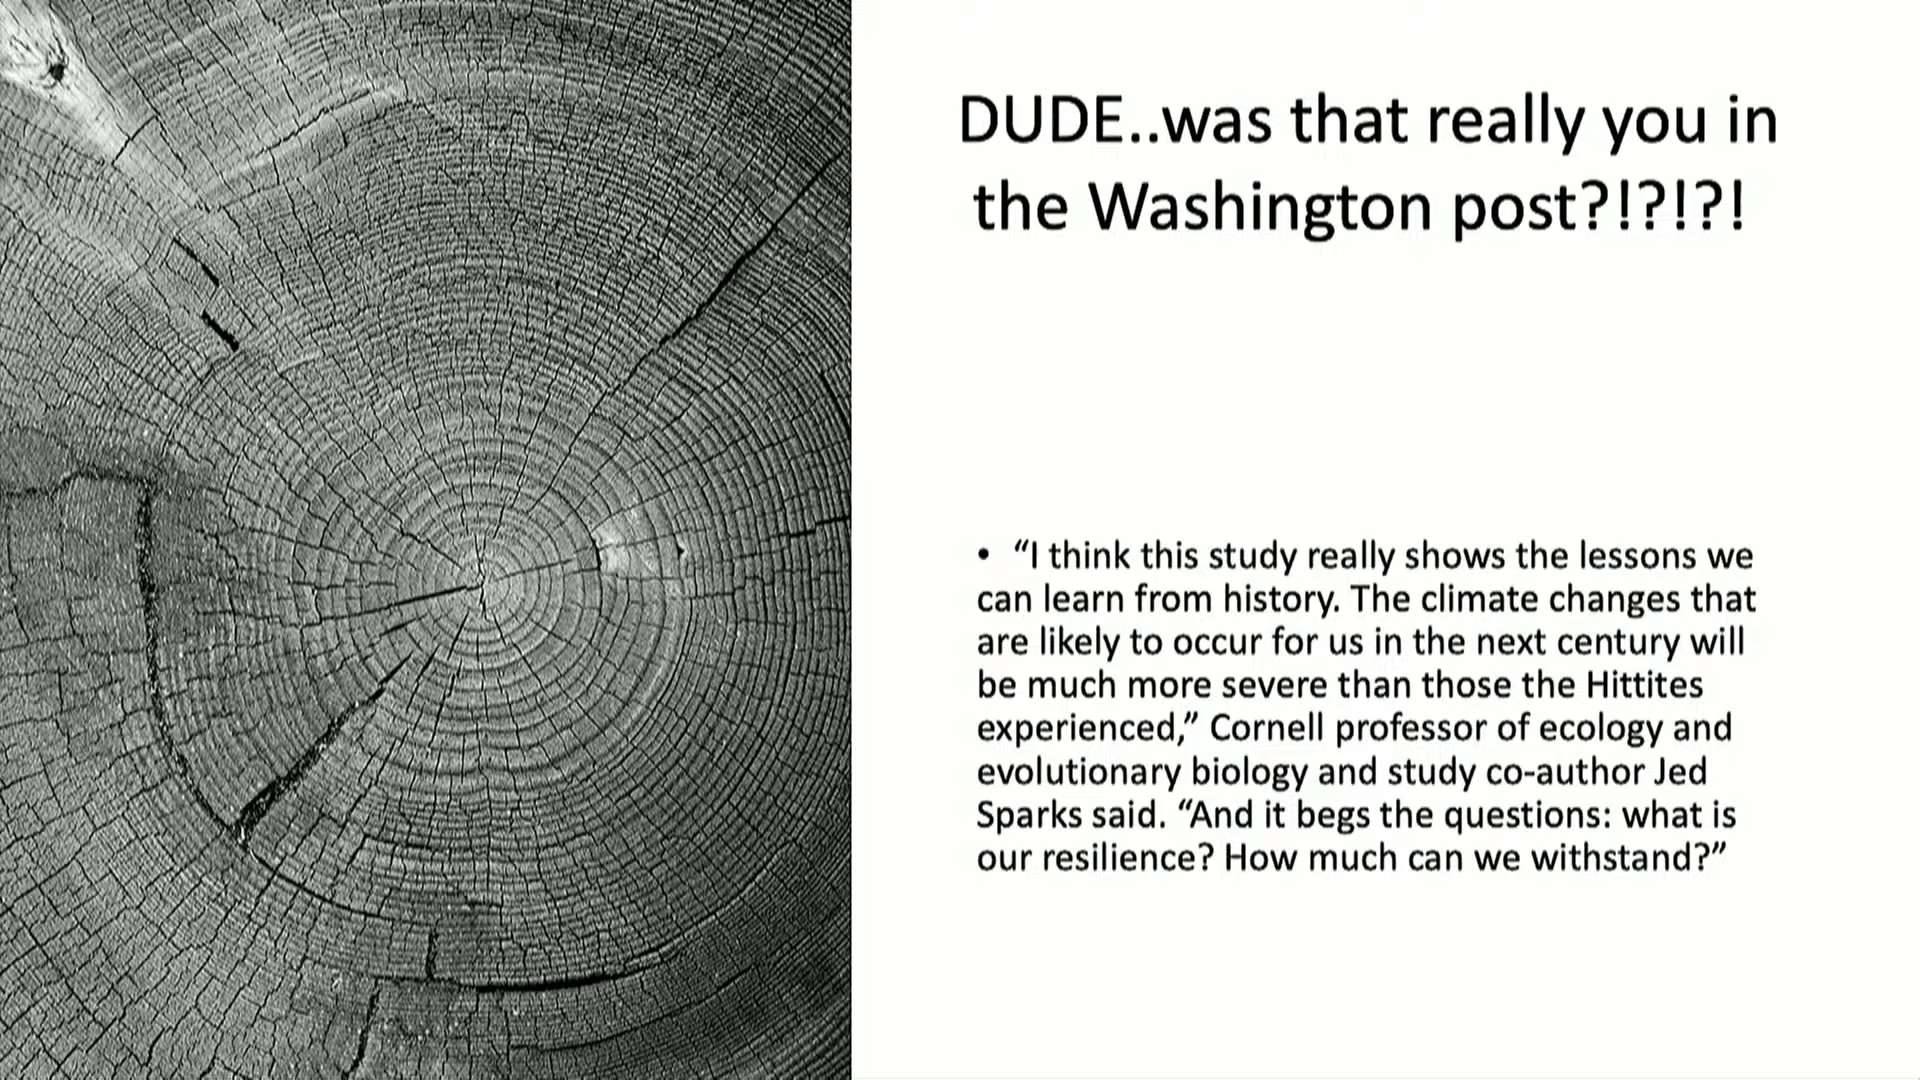 DUDE..was that really you in
the Washington post?!?!?!
• “I think this study really shows the lessons we
can learn from history. The climate changes that
are likely to occur for us in the next century will
be much more severe than those the Hittites
experienced,” Cornell professor of ecology and
evolutionary biology and study co-author Jed
Sparks said. “And it begs the questions: what is
our resilience? How much can we withstand?”